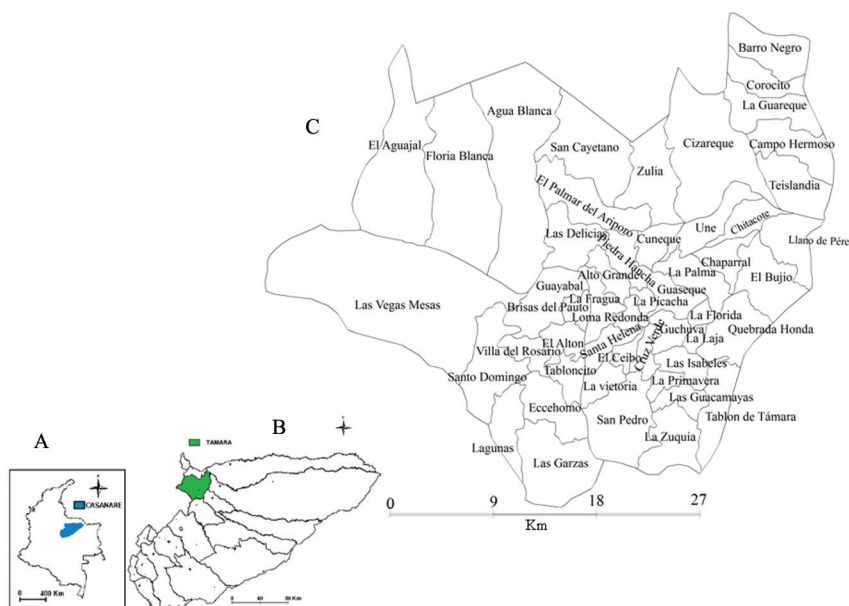 C
Barro Negro
Corocito
La Guareque
Agua Blanca
El Aguajal
Floria Blanca
San Cayetano
Cizareque
Campo Hermoso
Zulia
Teislandia
El Palmar del Ariporo
Une
Chitacote
Las Delicias
Cuneque
Llano de Pére
Piedra Hancha
Chaparral
Alto Grande
La Palma
El Bujio
Guayabal
Guaseque
Las Vegas Mesas
La Fragua
La Picacha
Brisas del Pauto
Loma Redonda
La Florida
Cruz Verde
Guchuva
Quebrada Honda
Santa Helena
La Laja
El Alton
Villa del Rosario
El Ceibo
Las Isabeles
Tabloncito
Santo Domingo
La victoria
La Primavera
Las Guacamayas
Eccehomo
San Pedro
Tablon de Támara
La Zuquia
Lagunas
Las Garzas
0 9 18 27
Km
A
CASANARE
0 400 Km
B
TAMARA
0 40 80 Km